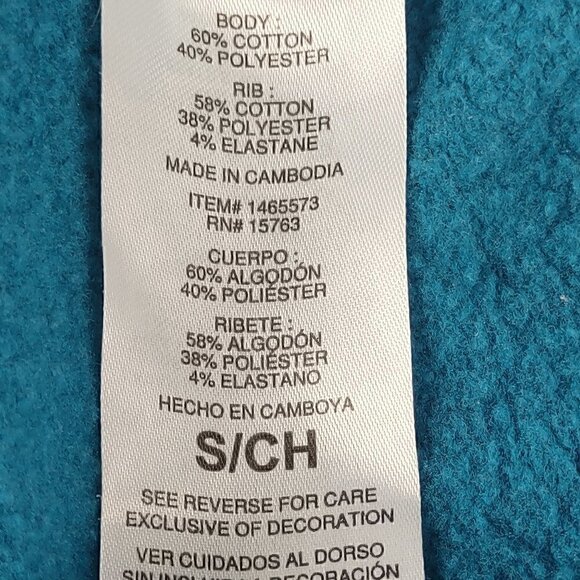 BODY :
60% COTTON
40% POLYESTER
RIB :
58% COTTON
38% POLYESTER
4% ELASTANE
MADE IN CAMBODIA
ITEM# 1465573
RN# 15763
CUERPO :
60% ALGODÓN
40% POLIÉSTER
RIBETE :
58% ALGODÓN
38% POLIÉSTER
4% ELASTANO
HECHO EN CAMBOYA
S/CH
SEE REVERSE FOR CARE
EXCLUSIVE OF DECORATION
VER CUIDADOS AL DORSO
SIN DECORACIÓN